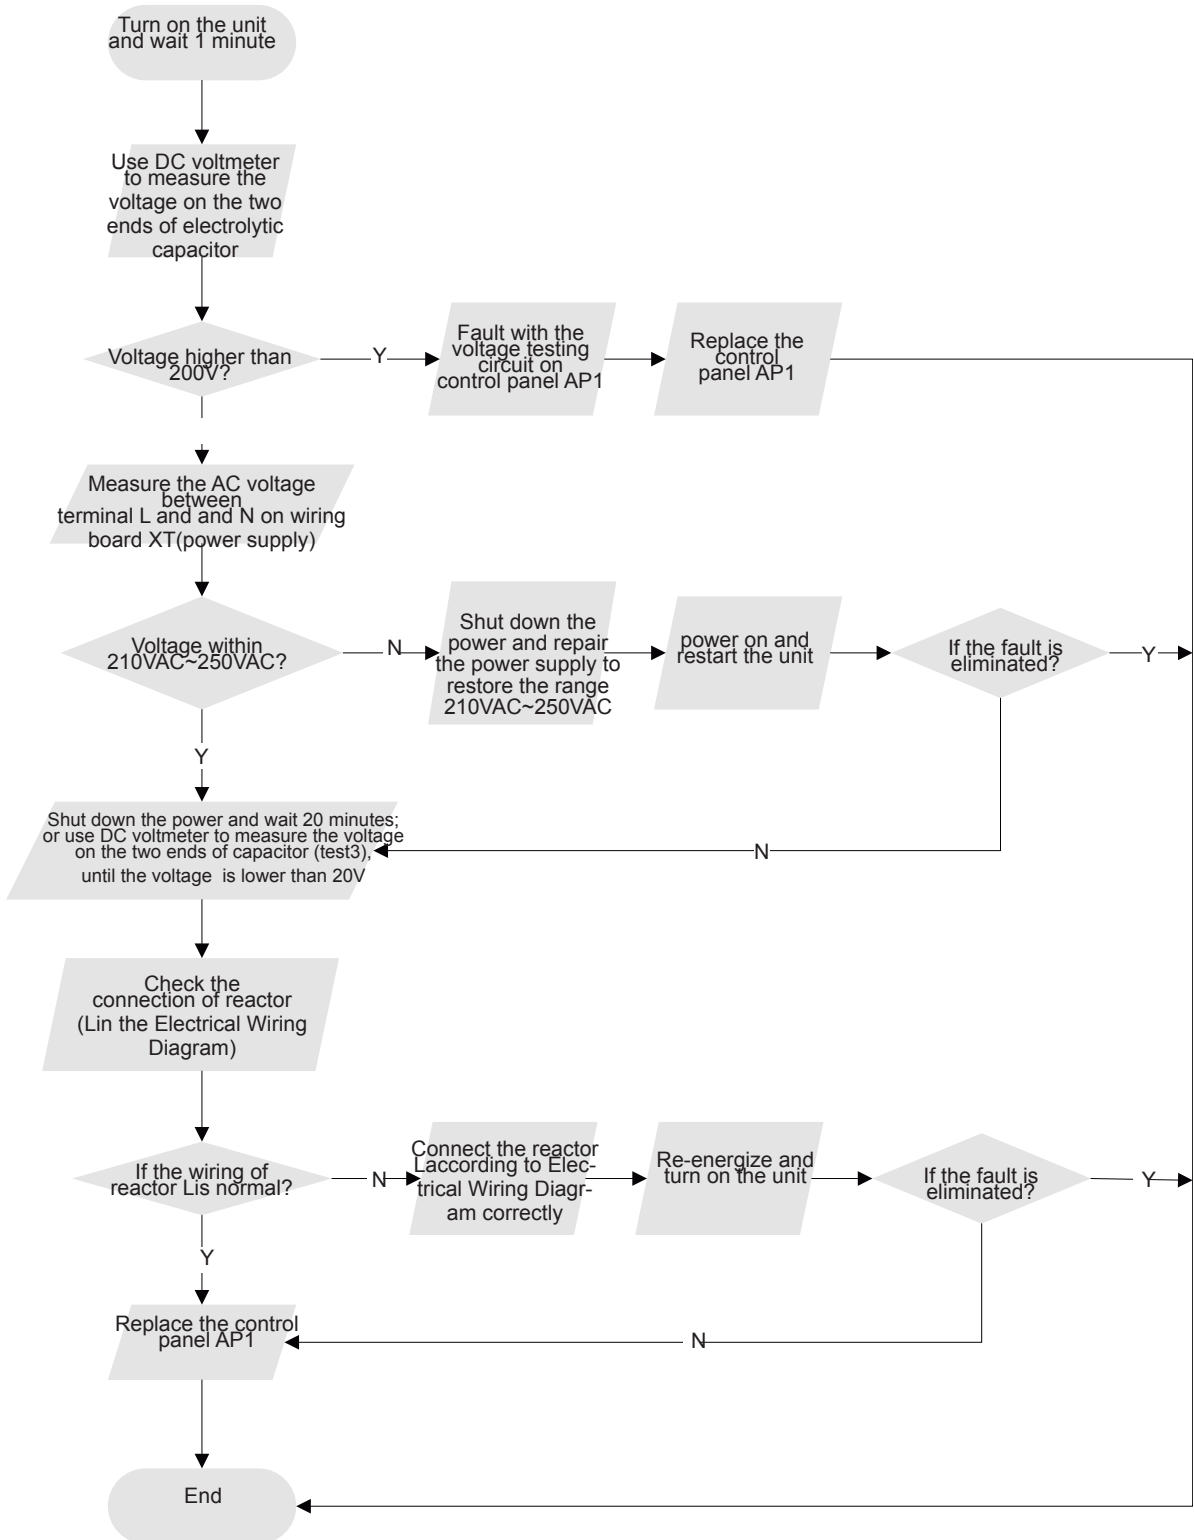 Turn on the unit
and wait 1 minute
Use DC voltmeter
to measure the
voltage on the two
ends of electrolytic
capacitor
Voltage higher than
200V?
Y
Fault with the
voltage testing
circuit on
control panel AP1
Replace the
control
panel AP1
Measure the AC voltage
between
terminal L and and N on wiring
board XT(power supply)
Voltage within
210VAC~250VAC?
N
Shut down the
power and repair
the power supply to
restore the range
210VAC~250VAC
power on and
restart the unit
If the fault is
eliminated?
Y
Y
Shut down the power and wait 20 minutes;
or use DC voltmeter to measure the voltage
on the two ends of capacitor (test3),
until the voltage is lower than 20V
N
Check the
connection of reactor
(Lin the Electrical Wiring
Diagram)
If the wiring of
reactor Lis normal?
N
Connect the reactor
Laccording to Elec-
trical Wiring Diagr-
am correctly
Re-energize and
turn on the unit
If the fault is
eliminated?
Y
Y
Replace the control
panel AP1
N
End